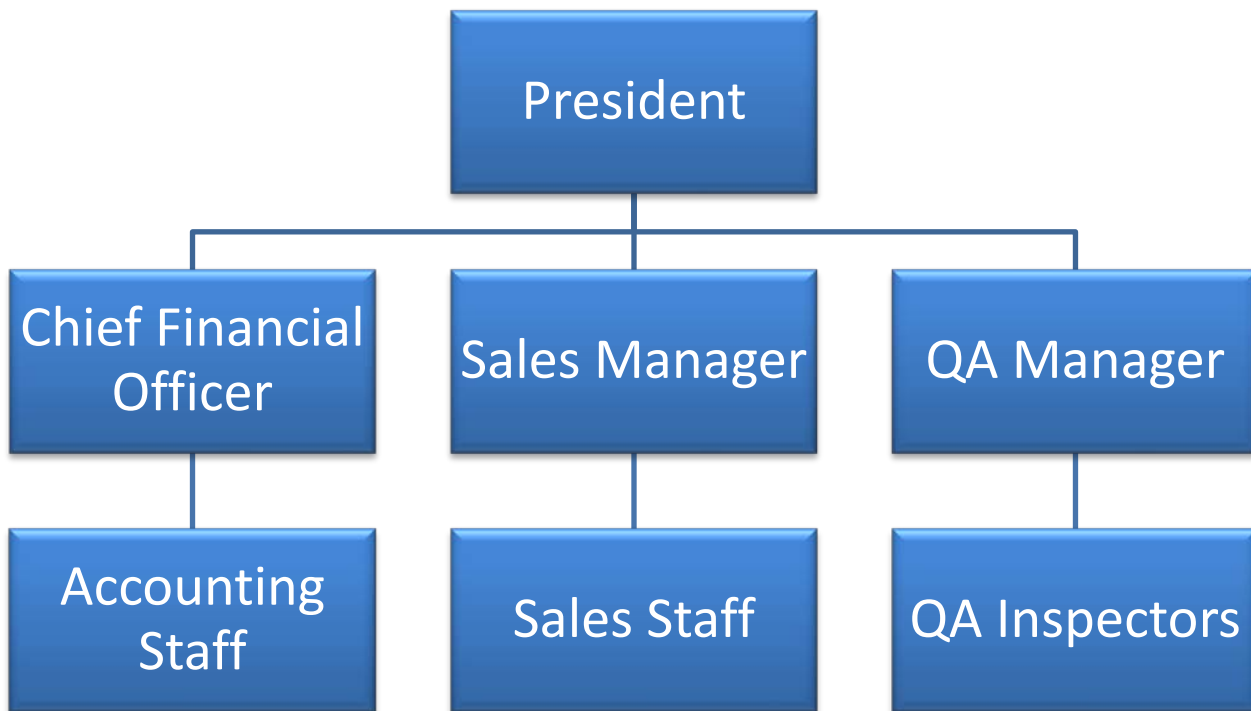 President
Chief Financial
Officer
Sales Manager
QA Manager
Accounting
Staff
Sales Staff
QA Inspectors